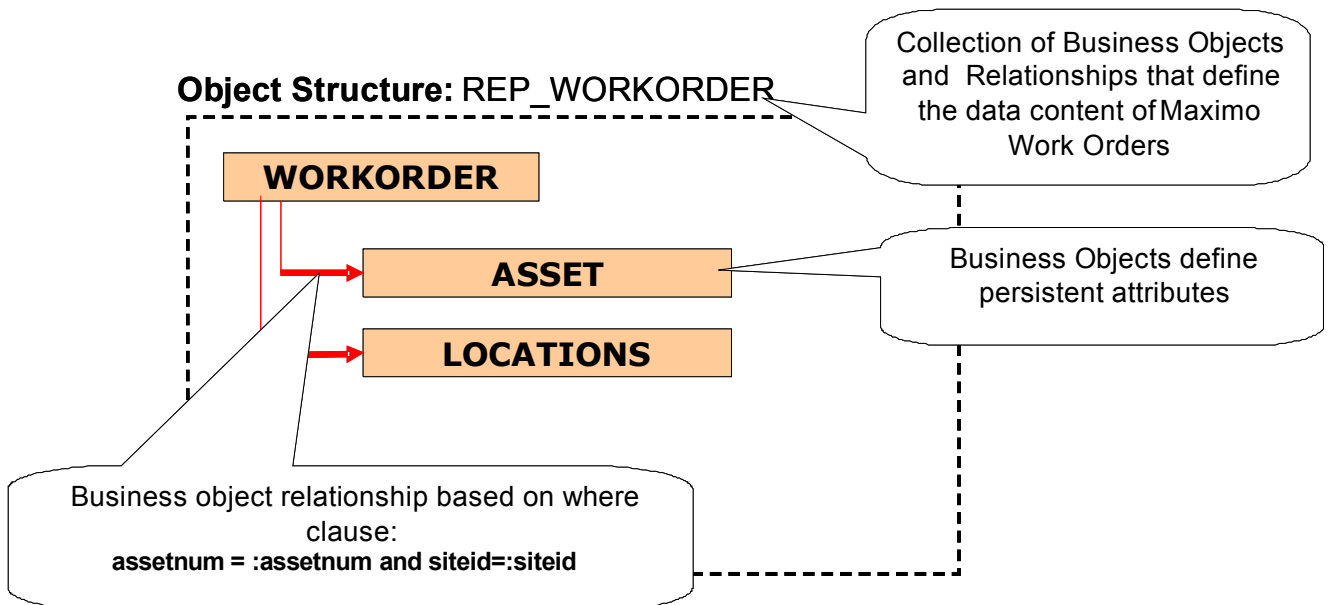 Collection of Business Objects
and Relationships that define
the data content of Maximo
Work Orders
Object Structure: REP_WORKORDER
WORKORDER
ASSET
Business Objects define
persistent attributes
LOCATIONS
Business object relationship based on where
clause:
assetnum = :assetnum and siteid=:siteid